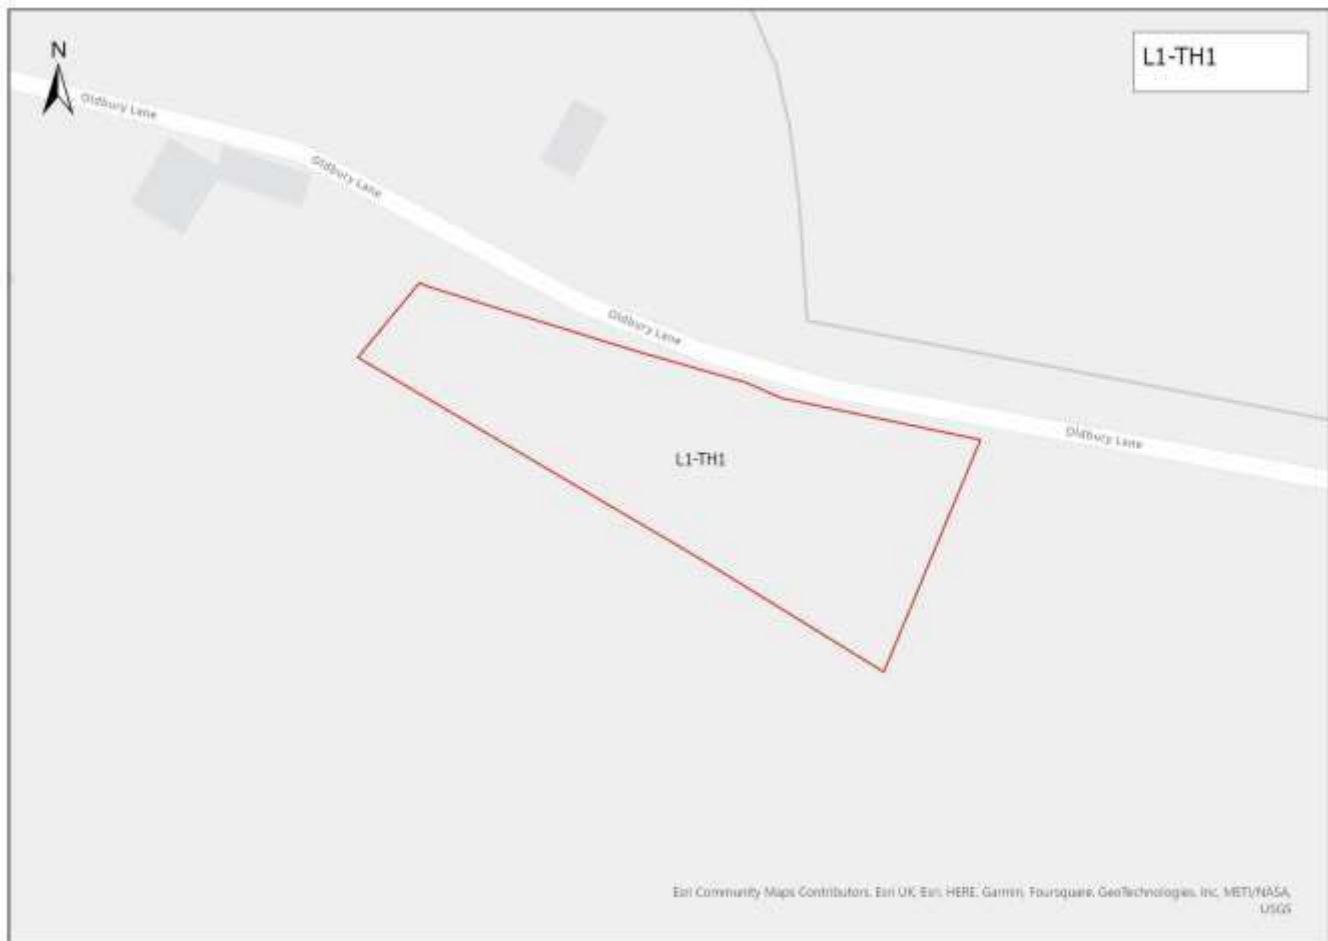 N
L1-TH1
Oldbury Lane
Oldbury Lane
Oldbury Lane
Oldbury Lane
L1-TH1
Esri Community Maps Contributors, Esri UK, Esri, HERE, Garmin, Foursquare, GeoTechnologies, Inc, METI/NASA,
USGS